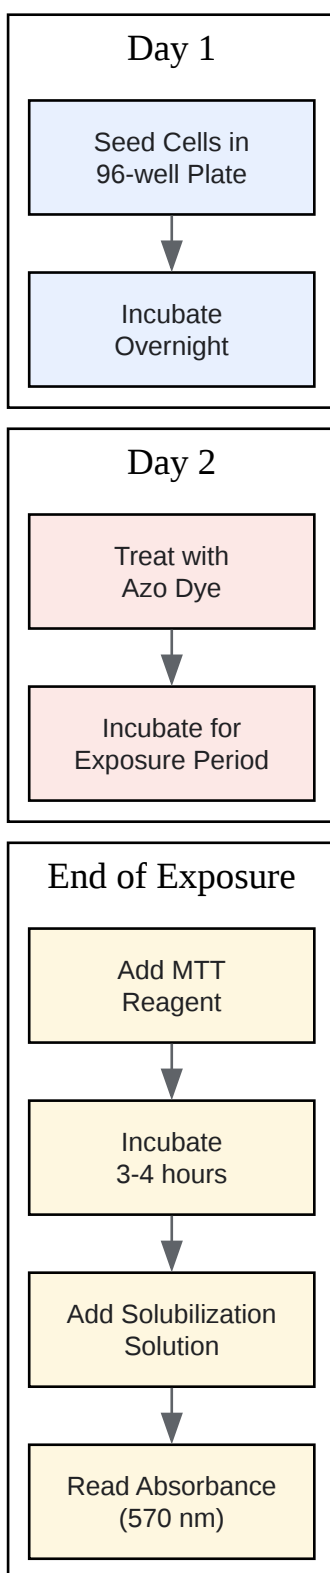 Day 1
Seed Cells in
96-well Plate
Incubate
Overnight
Day 2
Treat with
Azo Dye
Incubate for
Exposure Period
End of Exposure
Add MTT
Reagent
Incubate
3-4 hours
Add Solubilization
Solution
Read Absorbance
(570 nm)